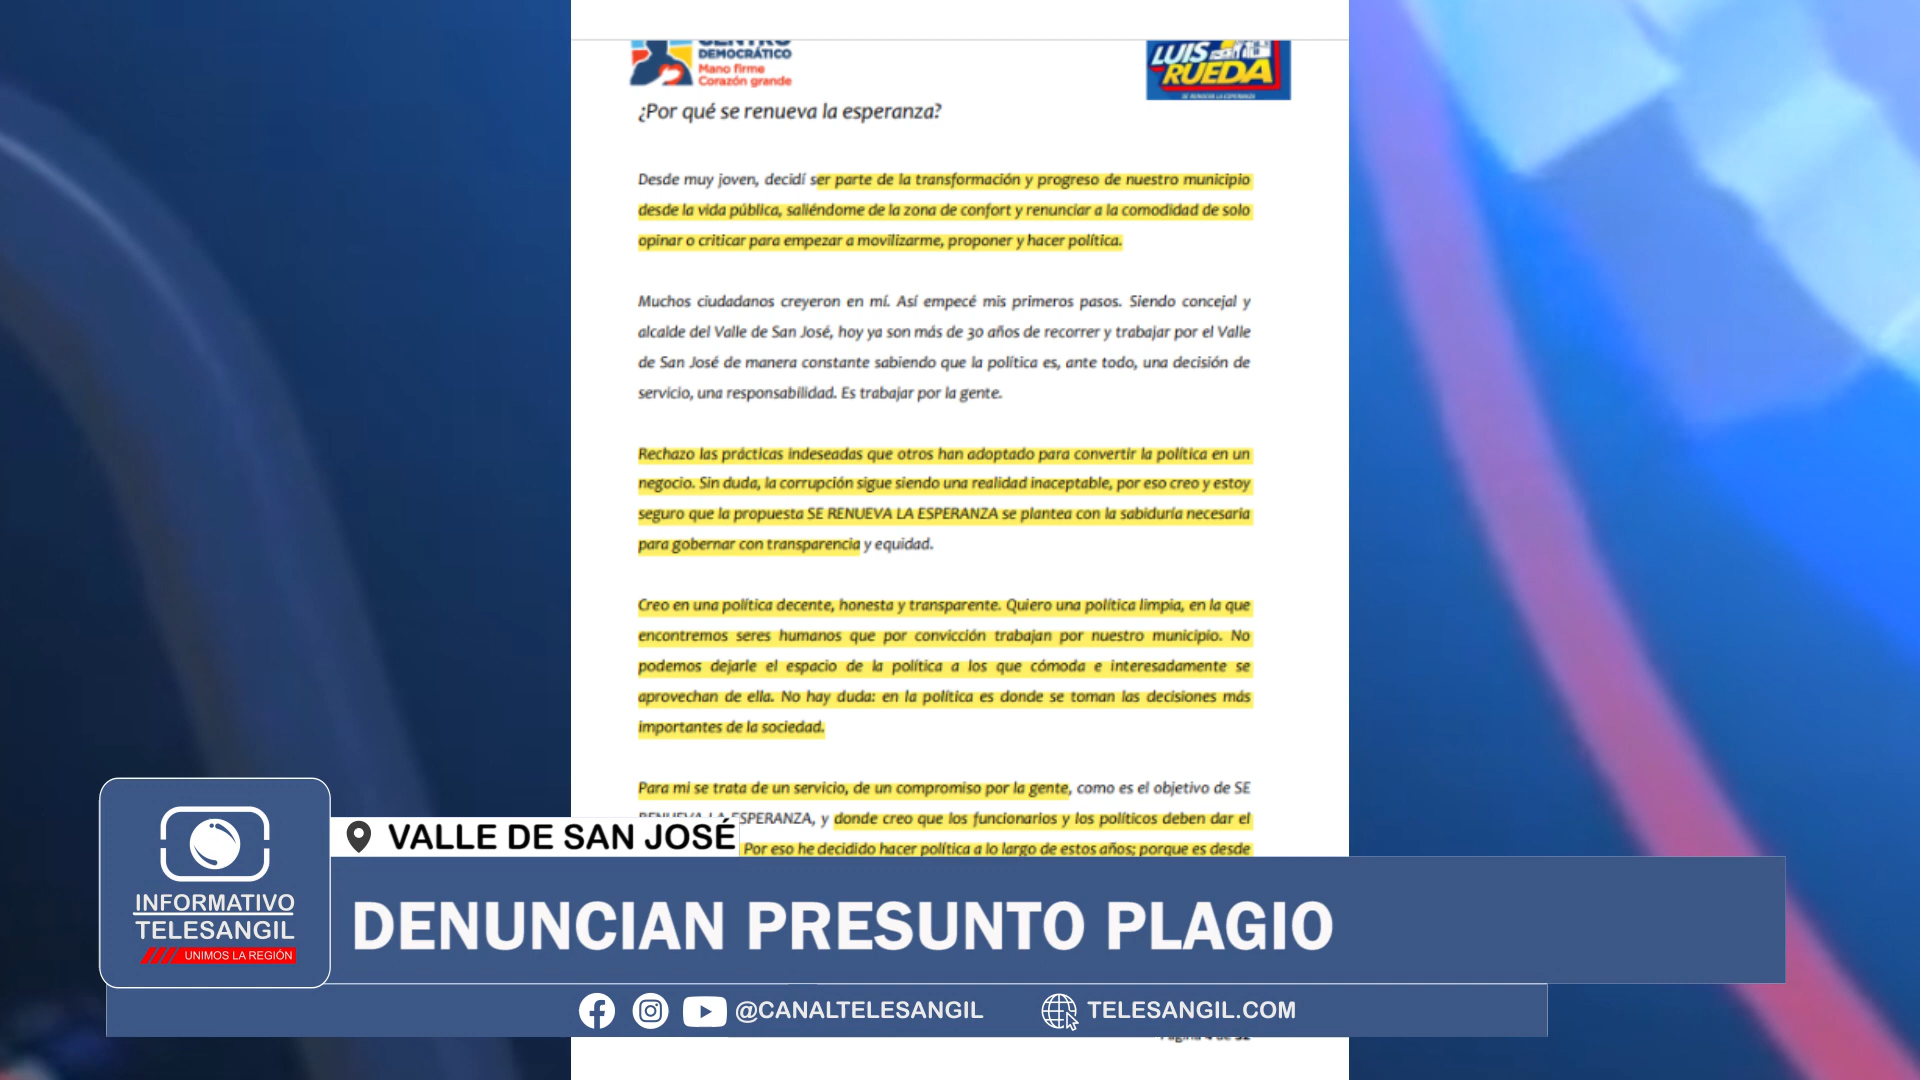 CENTRO
DEMOCRÁTICO
Mano firme
Corazón grande
LUIS
RUEDA
SE RENUEVA LA ESPERANZA
¿Por qué se renueva la esperanza?
Desde muy joven, decidí ser parte de la transformación y progreso de nuestro municipio
desde la vida pública, saliéndome de la zona de confort y renunciar a la comodidad de solo
opinar o criticar para empezar a movilizarme, proponer y hacer política.
Muchos ciudadanos creyeron en mí. Así empecé mis primeros pasos. Siendo concejal y
alcalde del Valle de San José, hoy ya son más de 30 años de recorrer y trabajar por el Valle
de San José de manera constante sabiendo que la política es, ante todo, una decisión de
servicio, una responsabilidad. Es trabajar por la gente.
Rechazo las prácticas indeseadas que otros han adoptado para convertir la política en un
negocio. Sin duda, la corrupción sigue siendo una realidad inaceptable, por eso creo y estoy
seguro que la propuesta SE RENUEVA LA ESPERANZA se plantea con la sabiduría necesaria
para gobernar con transparencia y equidad.
Creo en una política decente, honesta y transparente. Quiero una política limpia, en la que
encontremos seres humanos que por convicción trabajan por nuestro municipio. No
podemos dejarle el espacio de la política a los que cómoda e interesadamente se
aprovechan de ella. No hay duda: en la política es donde se toman las decisiones más
importantes de la sociedad.
Para mi se trata de un servicio, de un compromiso por la gente, como es el objetivo de SE
RENUEVA LA ESPERANZA, y donde creo que los funcionarios y los políticos deben dar el
Por eso he decidido hacer política a lo largo de estos años; porque es desde
VALLE DE SAN JOSÉ
INFORMATIVO
TELESANGIL
UNIMOS LA REGIÓN
DENUNCIAN PRESUNTO PLAGIO
@CANALTELESANGIL
TELESANGIL.COM
Página 4 de 32